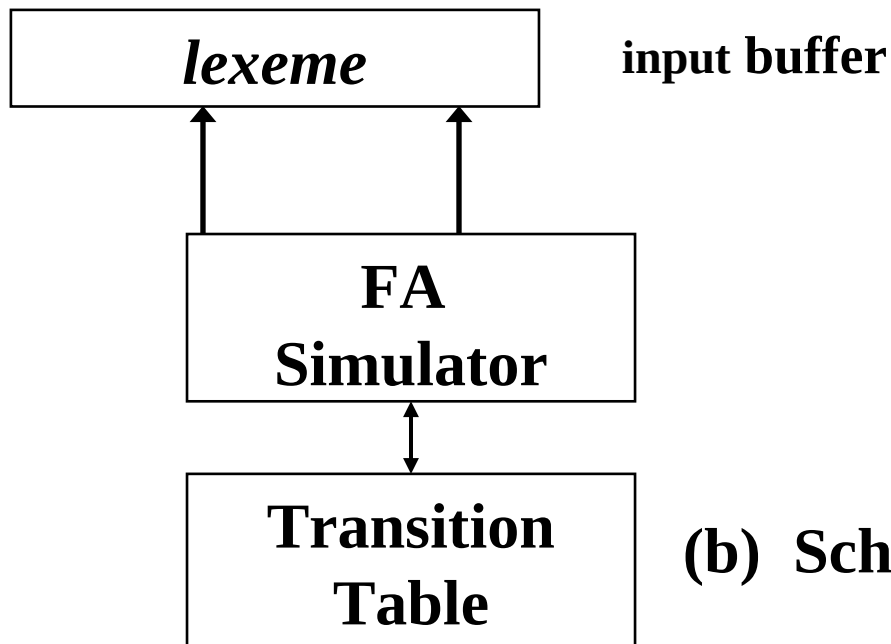 lexeme
input buffer
FA
Simulator
Transition
Table
(b) Sch